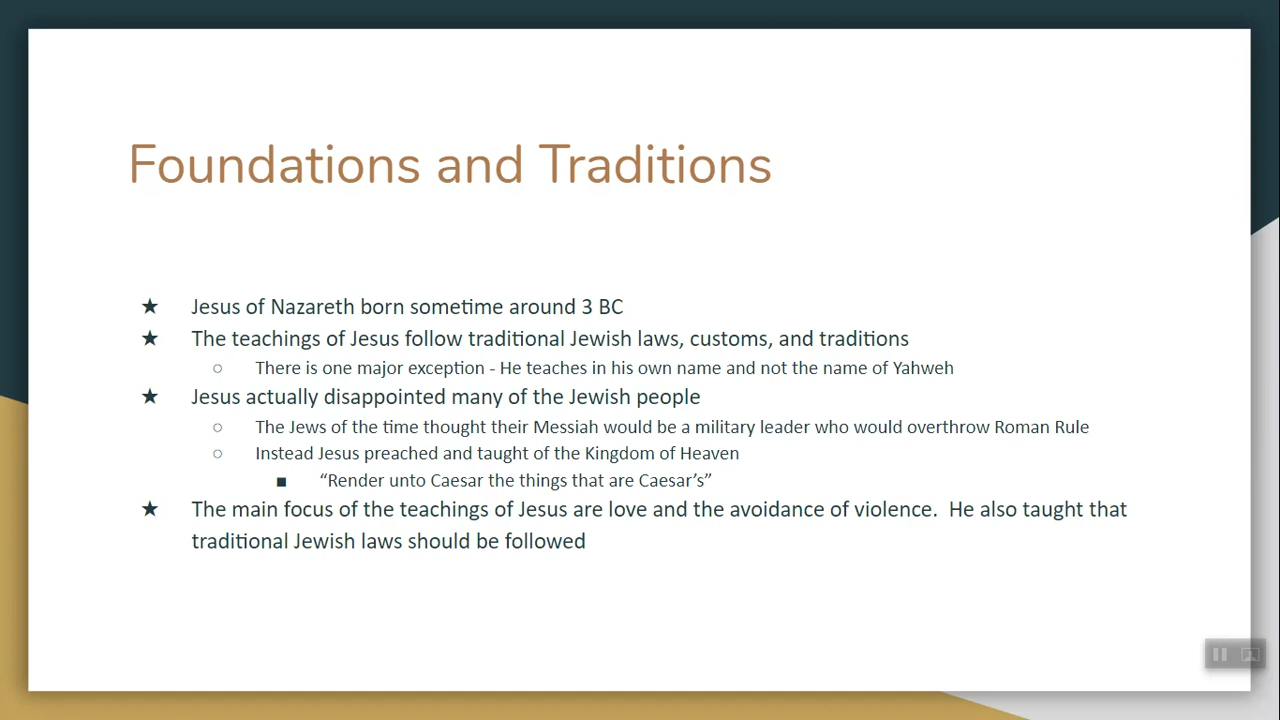 Foundations and Traditions
★ Jesus of Nazareth born sometime around 3 BC
★ The teachings of Jesus follow traditional Jewish laws, customs, and traditions
○ There is one major exception - He teaches in his own name and not the name of Yahweh
★ Jesus actually disappointed many of the Jewish people
○ The Jews of the time thought their Messiah would be a military leader who would overthrow Roman Rule
○ Instead Jesus preached and taught of the Kingdom of Heaven
■ “Render unto Caesar the things that are Caesar’s”
★ The main focus of the teachings of Jesus are love and the avoidance of violence.  He also taught that
traditional Jewish laws should be followed